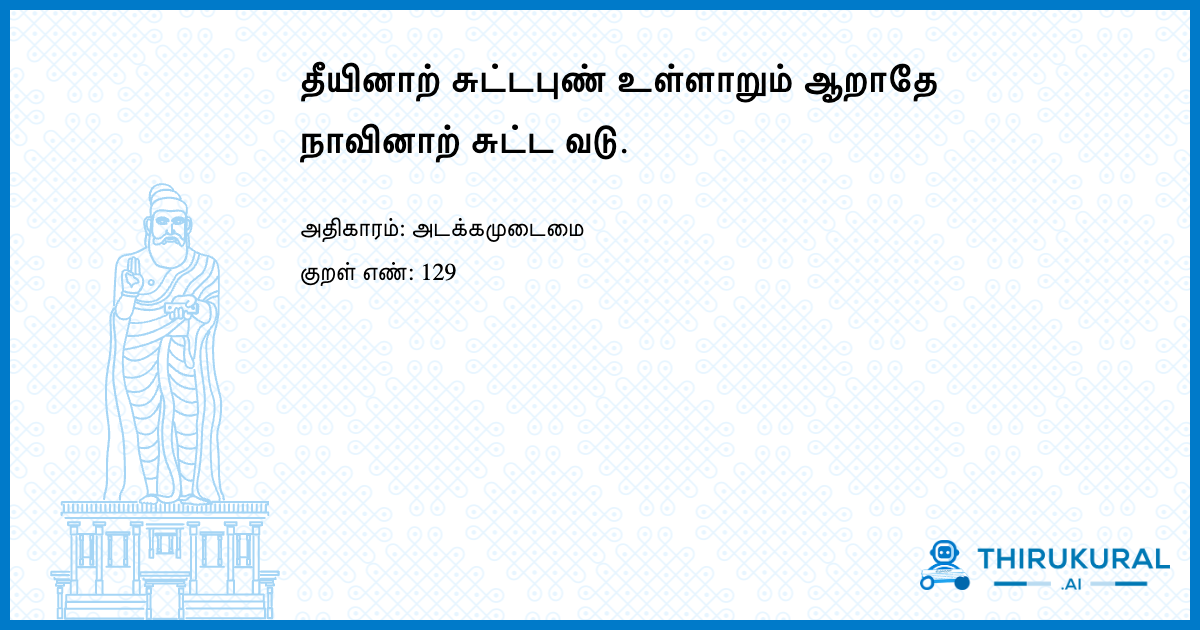 தீயினாற் சுட்டபுண் உள்ளாறும் ஆறாதே
நாவினாற் சுட்ட வடு.
அதிகாரம்: அடக்கமுடைமை
குறள் எண்: 129
THIRUKURAL
.AI